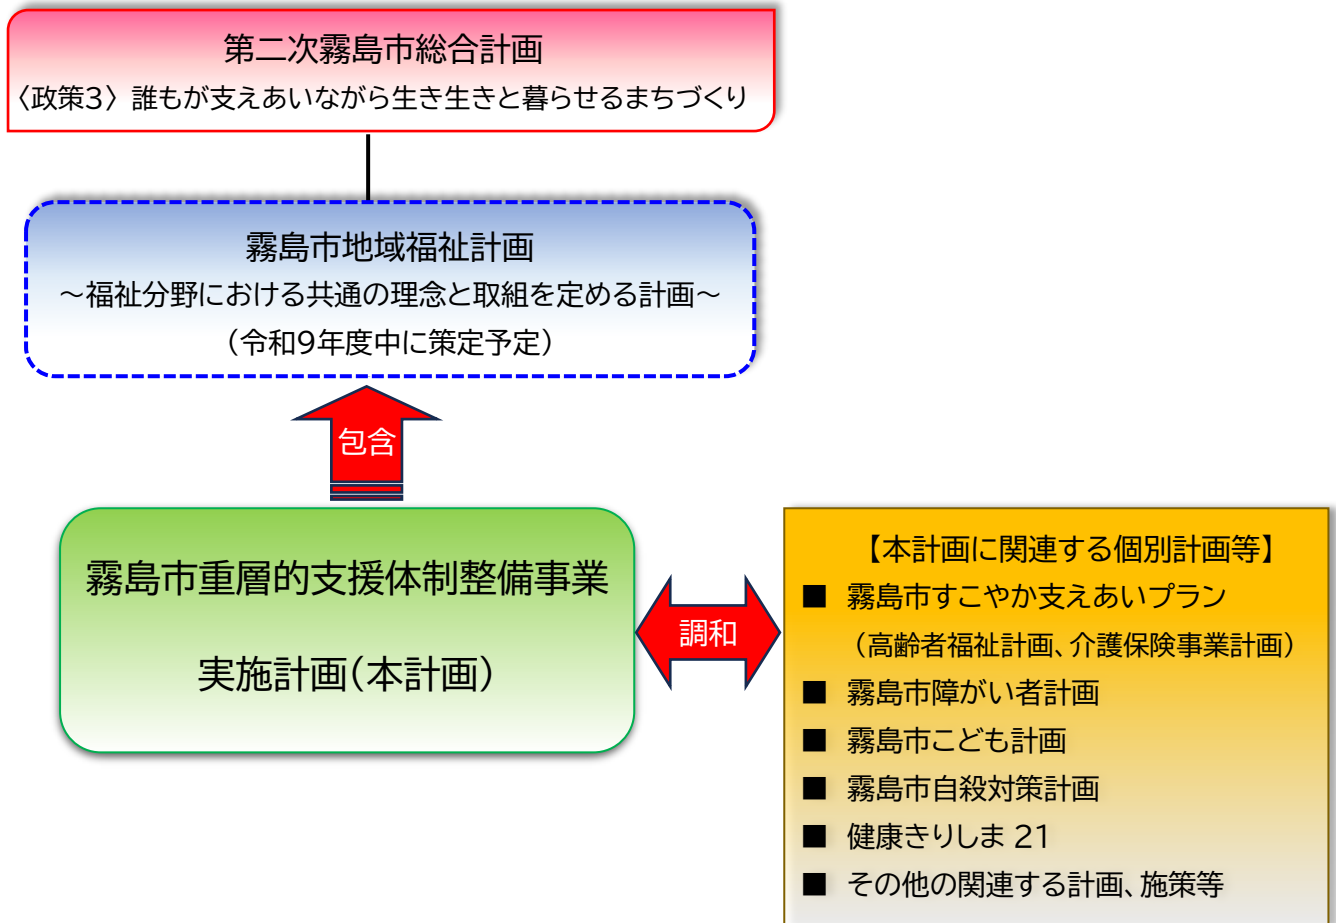 第二次霧島市総合計画
〈政策3〉 誰もが支えあいながら生き生きと暮らせるまちづくり
霧島市地域福祉計画
~福祉分野における共通の理念と取組を定める計画~
(令和9年度中に策定予定)
包含
霧島市重層的支援体制整備事業
実施計画(本計画)
調和
【本計画に関連する個別計画等】
■ 霧島市すこやか支えあいプラン
(高齢者福祉計画、介護保険事業計画)
■ 霧島市障がい者計画
■ 霧島市こども計画
■ 霧島市自殺対策計画
■ 健康きりしま 21
■ その他の関連する計画、施策等